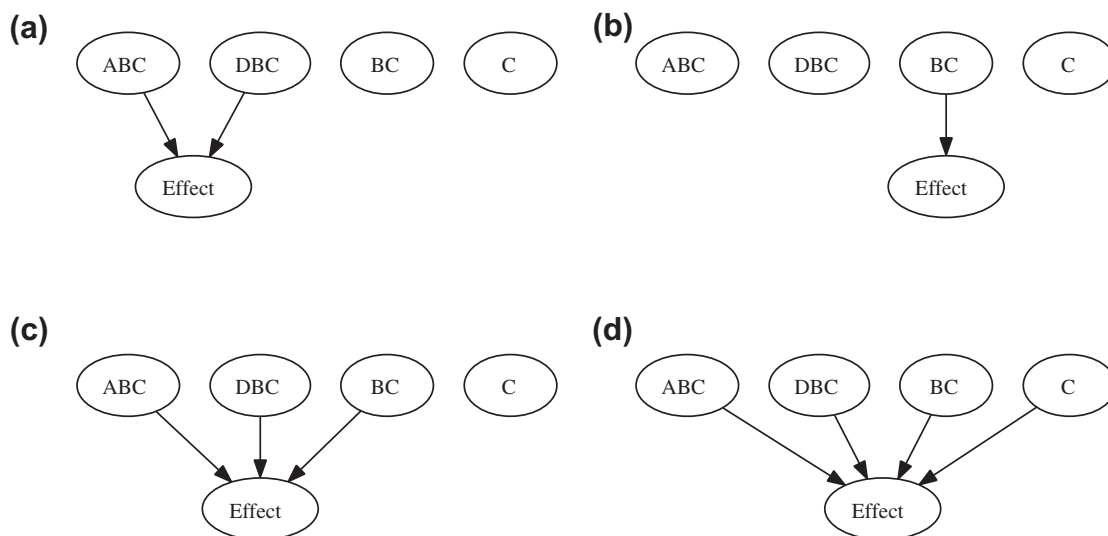 (a)
ABC DBC BC C
Effect
(b)
ABC DBC BC C
Effect
(c)
ABC DBC BC C
Effect
(d)
ABC DBC BC C
Effect